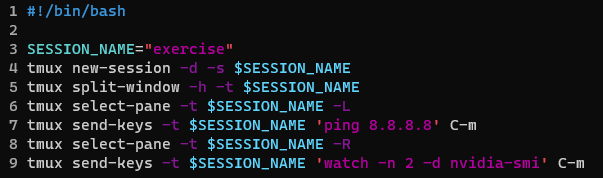 1 #!/bin/bash
2
3 SESSION_NAME="exercise"
4 tmux new-session -d -s $SESSION_NAME
5 tmux split-window -h -t $SESSION_NAME
6 tmux select-pane -t $SESSION_NAME -L
7 tmux send-keys -t $SESSION_NAME 'ping 8.8.8.8' C-m
8 tmux select-pane -t $SESSION_NAME -R
9 tmux send-keys -t $SESSION_NAME 'watch -n 2 -d nvidia-smi' C-m